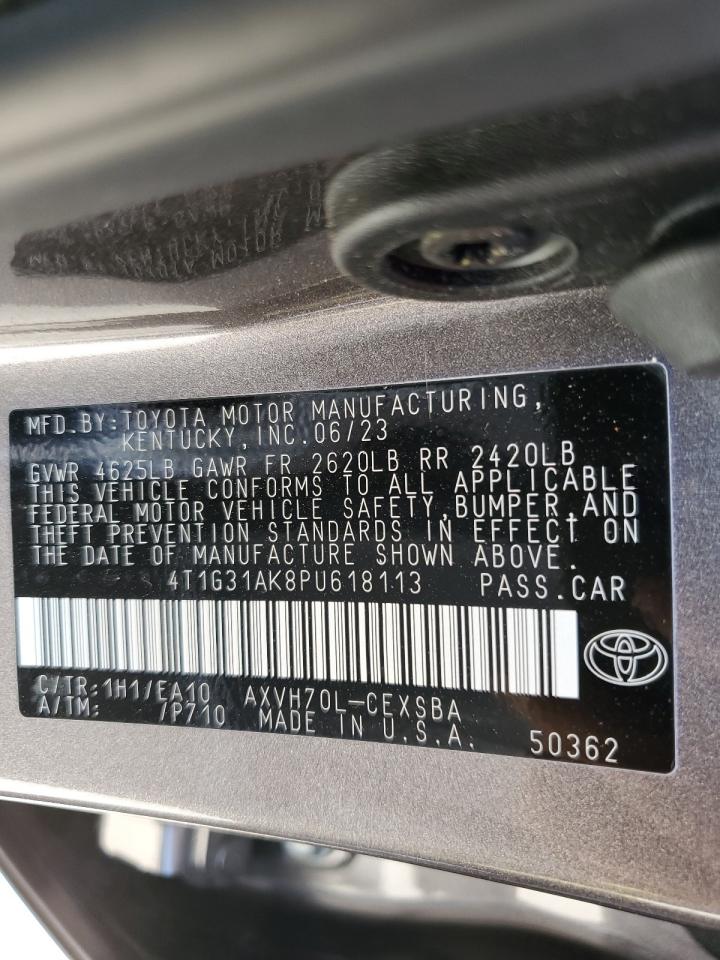 MFD.BY:TOYOTA MOTOR MANUFACTURING,
KENTUCKY,INC.06/23
GVWR 4625LB GAWR FR 2620LB RR 2420LB
THIS VEHICLE CONFORMS TO ALL APPLICABLE
FEDERAL MOTOR VEHICLE SAFETY,BUMPER,AND
THEFT PREVENTION STANDARDS IN EFFECT ON
THE DATE OF MANUFACTURE SHOWN ABOVE.
4T1G31AK8PU618113 PASS.CAR
C/TR:1H1/EA10 AXVH70L-CEXSBA
A/TM: /P710 MADE IN U.S.A. 50362